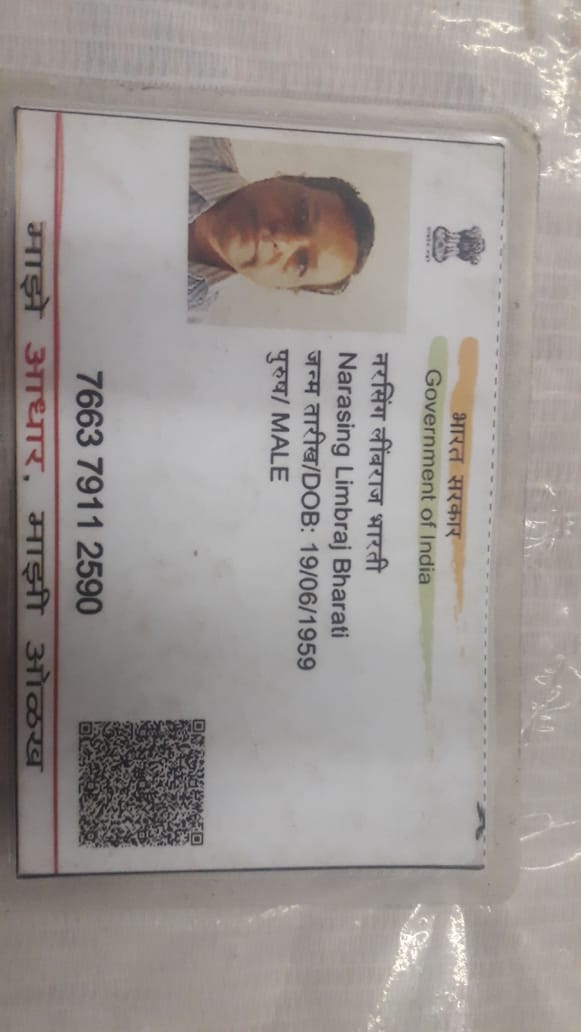 भारत सरकार
Government of India
नरसिंग लींबराज भारती
Narasing Limbraj Bharati
जन्म तारीख/DOB: 19/06/1959
पुरुष/ MALE
7663 7911 2590
माझे आधार, माझी ओळख